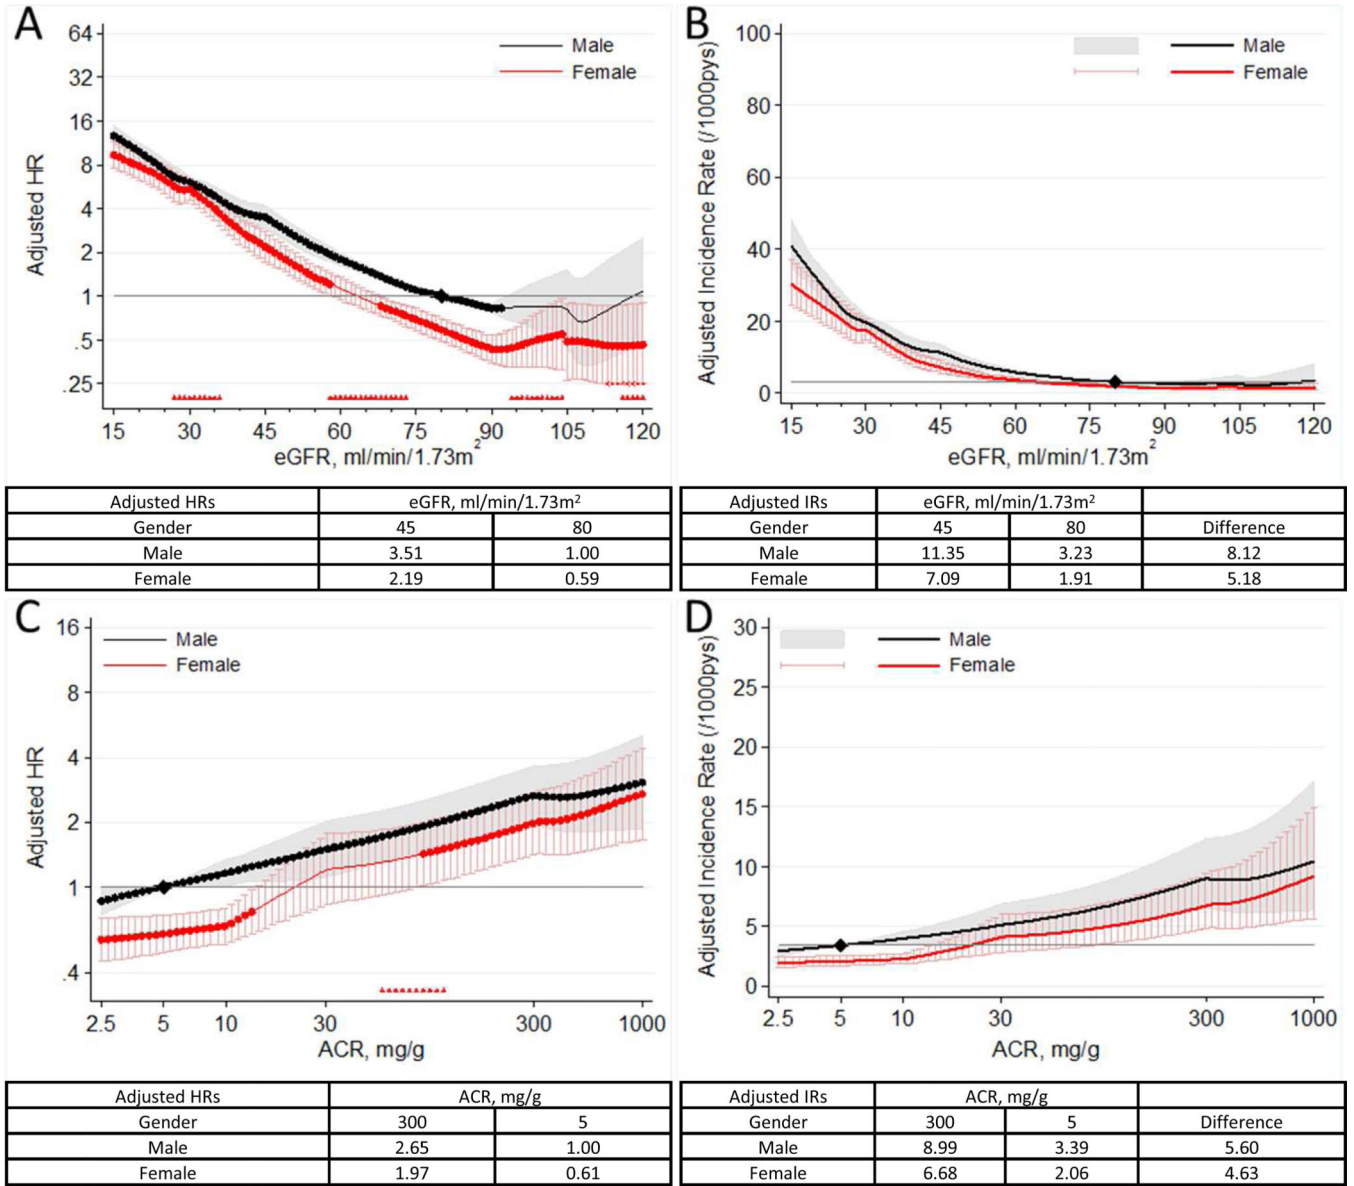 A
64
32
16
8
4
2
1
.5
.25
Adjusted HR
Male
Female
15 30 45 60 75 90 105 120
eGFR, ml/min/1.73m²
B
100
80
60
40
20
0
Adjusted Incidence Rate (/1000pys)
Male
Female
15 30 45 60 75 90 105 120
eGFR, ml/min/1.73m²
Adjusted HRs eGFR, ml/min/1.73m²
Gender 45 80
Male 3.51 1.00
Female 2.19 0.59
Adjusted IRs eGFR, ml/min/1.73m²
Gender 45 80 Difference
Male 11.35 3.23 8.12
Female 7.09 1.91 5.18
C
16
8
4
2
1
.4
Adjusted HR
Male
Female
2.5 5 10 30 300 1000
ACR, mg/g
D
30
25
20
15
10
5
0
Adjusted Incidence Rate (/1000pys)
Male
Female
2.5 5 10 30 300 1000
ACR, mg/g
Adjusted HRs ACR, mg/g
Gender 300 5
Male 2.65 1.00
Female 1.97 0.61
Adjusted IRs ACR, mg/g
Gender 300 5 Difference
Male 8.99 3.39 5.60
Female 6.68 2.06 4.63